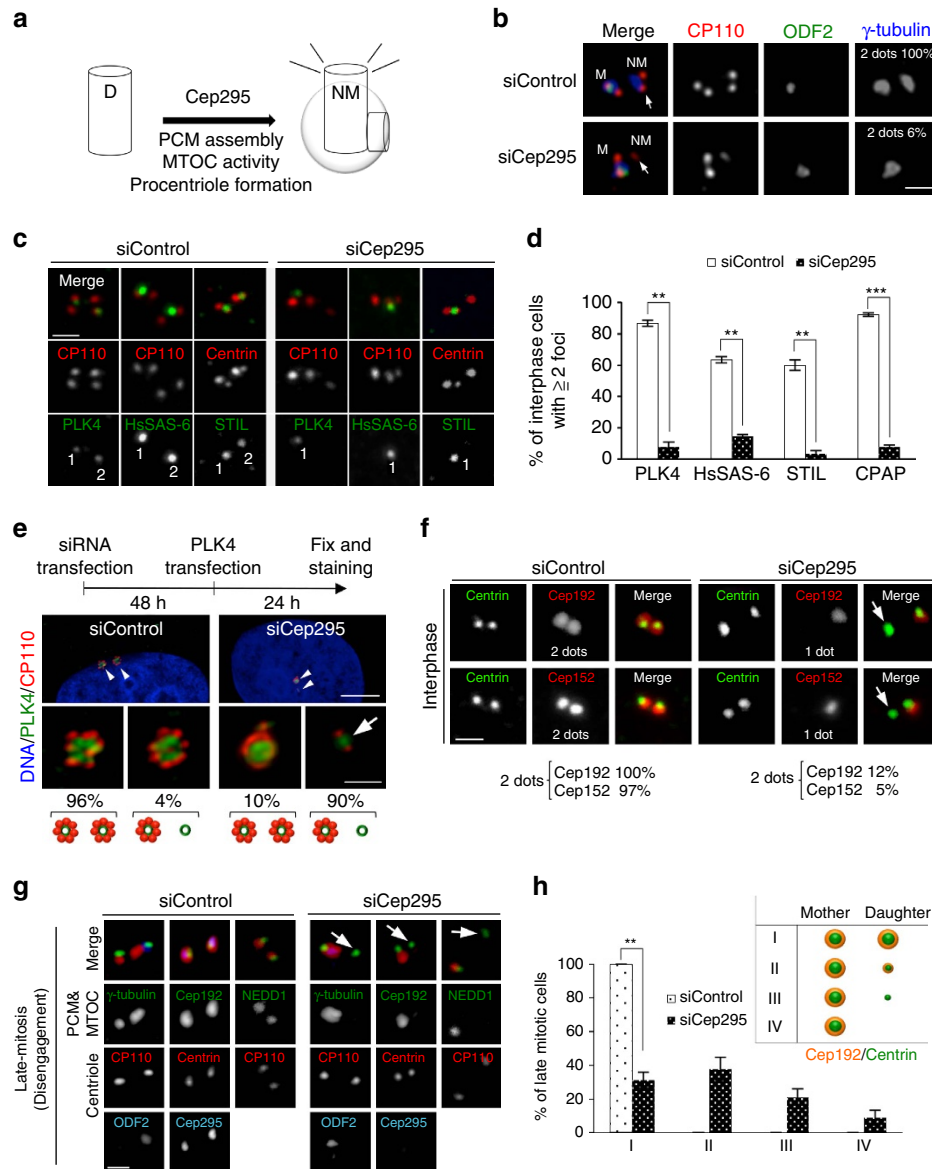 a
D
Cep295
PCM assembly
MTOC activity
Procentriole formation
NM
b
Merge CP110 ODF2 γ-tubulin
siControl
M NM
2 dots 100%
siCep295
M NM
2 dots 6%
c
siControl siCep295
Merge
CP110 CP110 Centrin CP110 CP110 Centrin
PLK4 HsSAS-6 STIL PLK4 HsSAS-6 STIL
1 2 1 2 1 2 1 1 1
d
siControl siCep295
% of interphase cells
with ≧ 2 foci
100
80
60
40
20
0
** ** ** ***
PLK4 HsSAS-6 STIL CPAP
e
siRNA
transfection
PLK4
transfection
Fix and
staining
48 h 24 h
siControl siCep295
DNA/PLK4/CP110
96% 4% 10% 90%
f
siControl siCep295
Interphase
Centrin Cep192 Merge Centrin Cep192 Merge
2 dots 1 dot
Centrin Cep152 Merge Centrin Cep152 Merge
2 dots 1 dot
2 dots Cep192 100%
Cep152 97%
2 dots Cep192 12%
Cep152 5%
g
siControl siCep295
Late-mitosis
(Disengagement)
Merge
PCM&
MTOC
Centriole
γ-tubulin Cep192 NEDD1 γ-tubulin Cep192 NEDD1
CP110 Centrin CP110 CP110 Centrin CP110
ODF2 Cep295 ODF2 Cep295
h
% of late mitotic cells
100
80
60
40
20
0
**
siControl
siCep295
I II III IV
Mother Daughter
I
II
III
IV
Cep192/Centrin